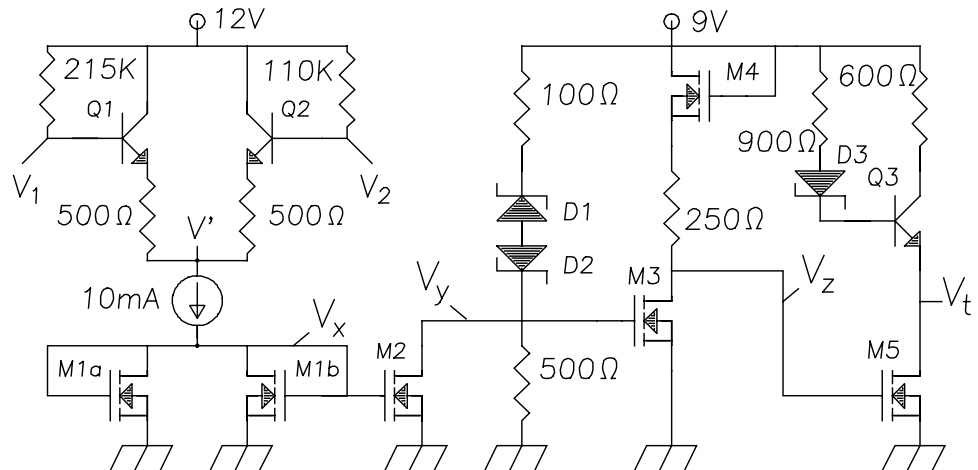 12V
9V
215K
110K
Q1
Q2
V1
V2
500Ω
500Ω
V'
10mA
Vx
M1a
M1b
M2
Vy
100Ω
D1
D2
500Ω
M4
250Ω
M3
Vz
600Ω
900Ω
D3
Q3
Vt
M5